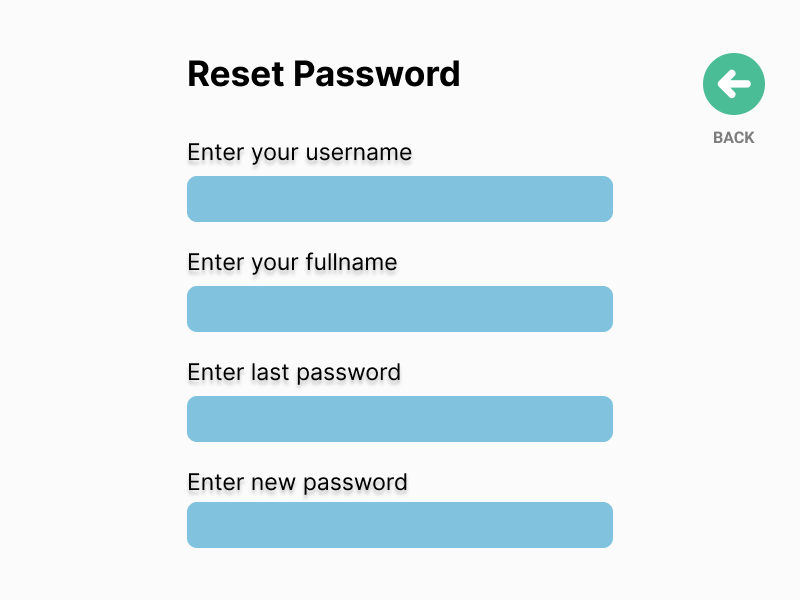 Reset Password
BACK
Enter your username
Enter your fullname
Enter last password
Enter new password